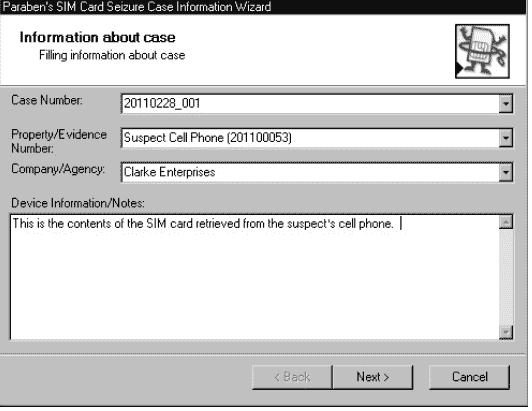 Paraben's SIM Card Seizure Case Information Wizard
Information about case
Filling information about case
Case Number:
20110228_001
Property/Evidence
Number:
Suspect Cell Phone (201100053)
Company/Agency:
Clarke Enterprises
Device Information/Notes:
This is the contents of the SIM card retrieved from the suspect's cell phone.
< Back
Next >
Cancel